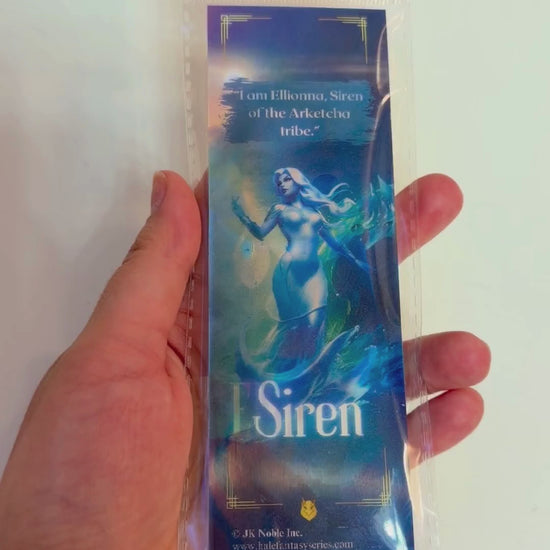 "I am Ellionna, Siren
of the Arketcha
tribe."
Siren
© JK Noble Inc.
www.halefantasyseries.com